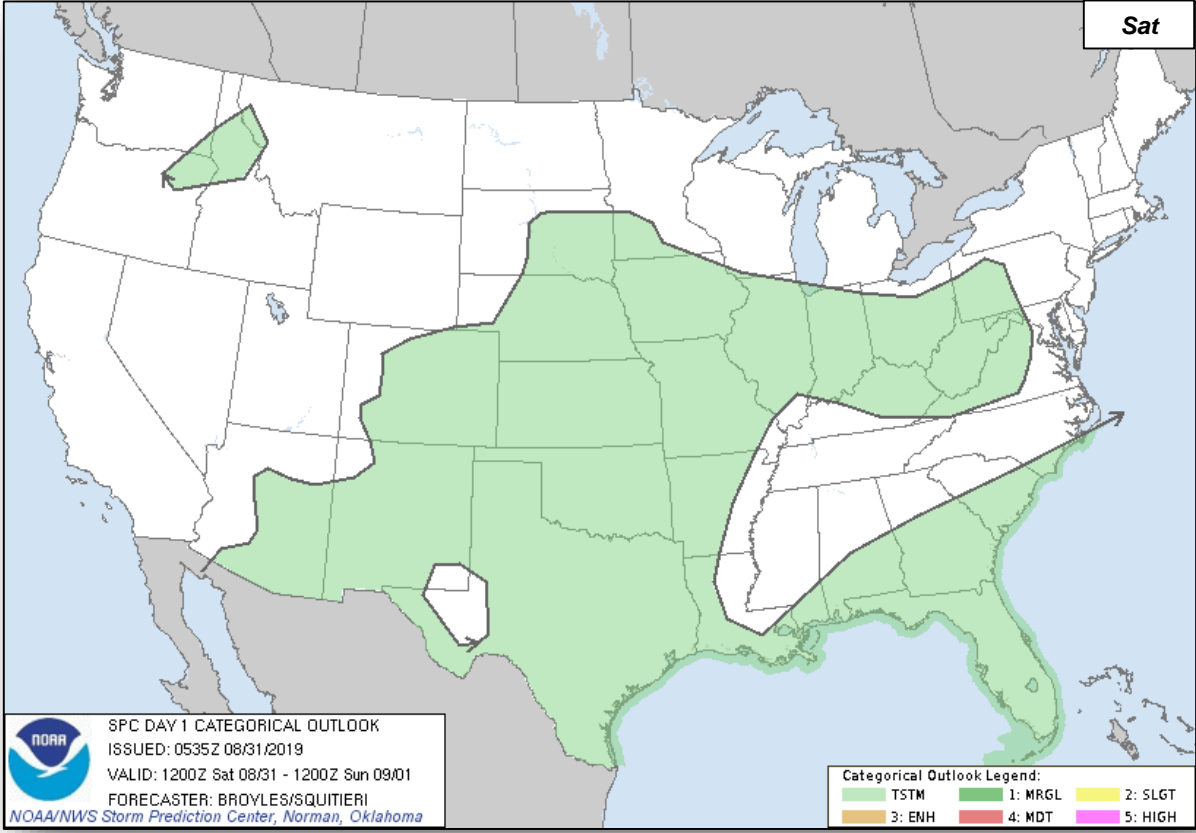 Sat
NOAA
SPC DAY 1 CATEGORICAL OUTLOOK
ISSUED: 0535Z 08/31/2019
VALID: 1200Z Sat 08/31 - 1200Z Sun 09/01
FORECASTER: BROYLES/SQUITIERI
NOAA/NWS Storm Prediction Center, Norman, Oklahoma
Categorical Outlook Legend:
TSTM 1: MRGL 2: SLGT
3: ENH 4: MDT 5: HIGH